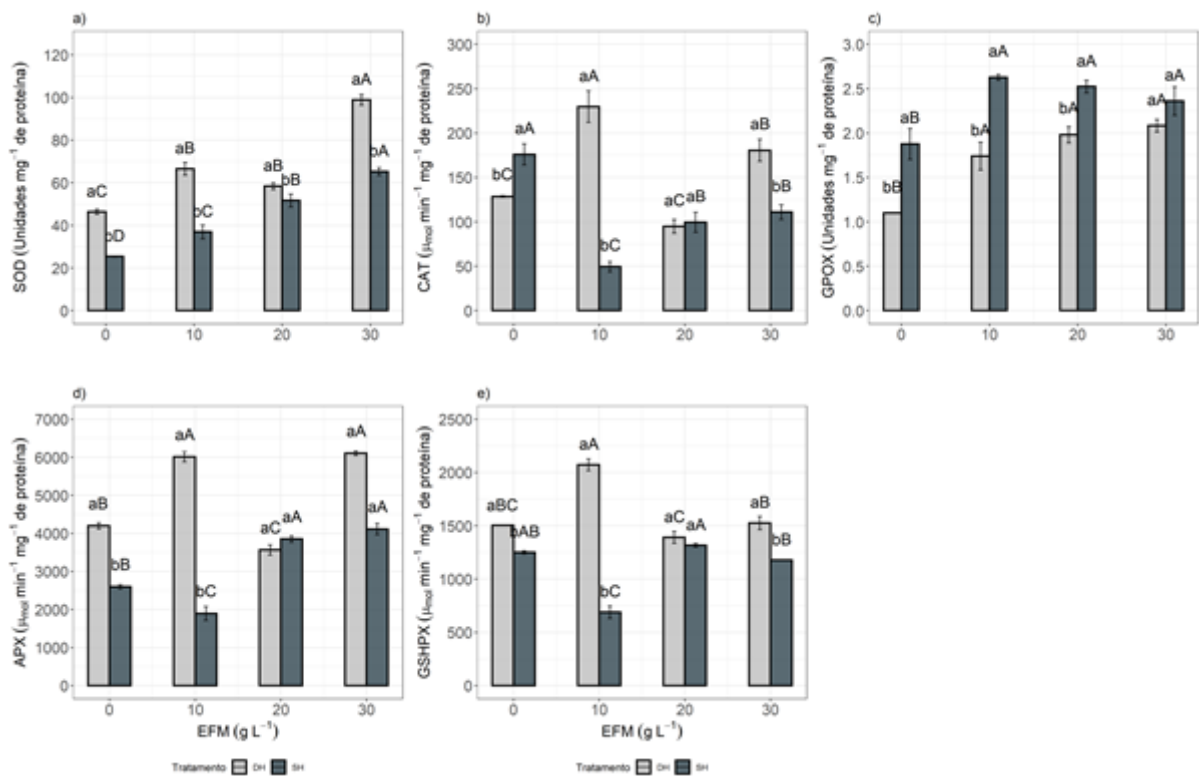 a)
SOD (Unidades mg⁻¹ de proteína)
120
100
80
60
40
20
0
aC
bD
aB
bC
aB
bB
aA
bA
0 10 20 30
b)
CAT (μmol min⁻¹ mg⁻¹ de proteína)
300
250
200
150
100
50
0
bC
aA
aA
bC
aC
aB
aB
bB
0 10 20 30
c)
GPOX (Unidades mg⁻¹ de proteína)
3.0
2.5
2.0
1.5
1.0
0.5
0.0
bB
aB
bA
aA
bA
aA
aA
aA
0 10 20 30
d)
APX (μmol min⁻¹ mg⁻¹ de proteína)
7000
6000
5000
4000
3000
2000
1000
0
aB
bB
aA
bC
aC
aA
aA
aA
0 10 20 30
EFM (g L⁻¹)
Tratamento DH SH
e)
GSHPX (μmol min⁻¹ mg⁻¹ de proteína)
2500
2000
1500
1000
500
0
aBC
bAB
aA
bC
aC
aA
aB
bB
0 10 20 30
EFM (g L⁻¹)
Tratamento DH SH